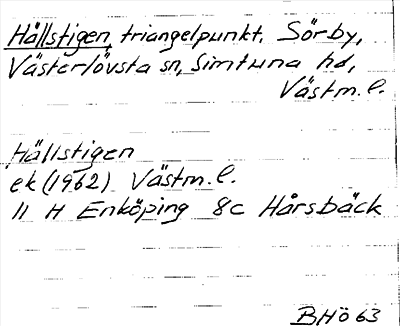 Hällstigen, triangelpunkt, Sörby,
Västerlövsta sn, Simtuna hd,
Västm. l.
Hällstigen
ek (1962) Västm. l.
11 H Enköping 8c Hårsbäck
BHö 63